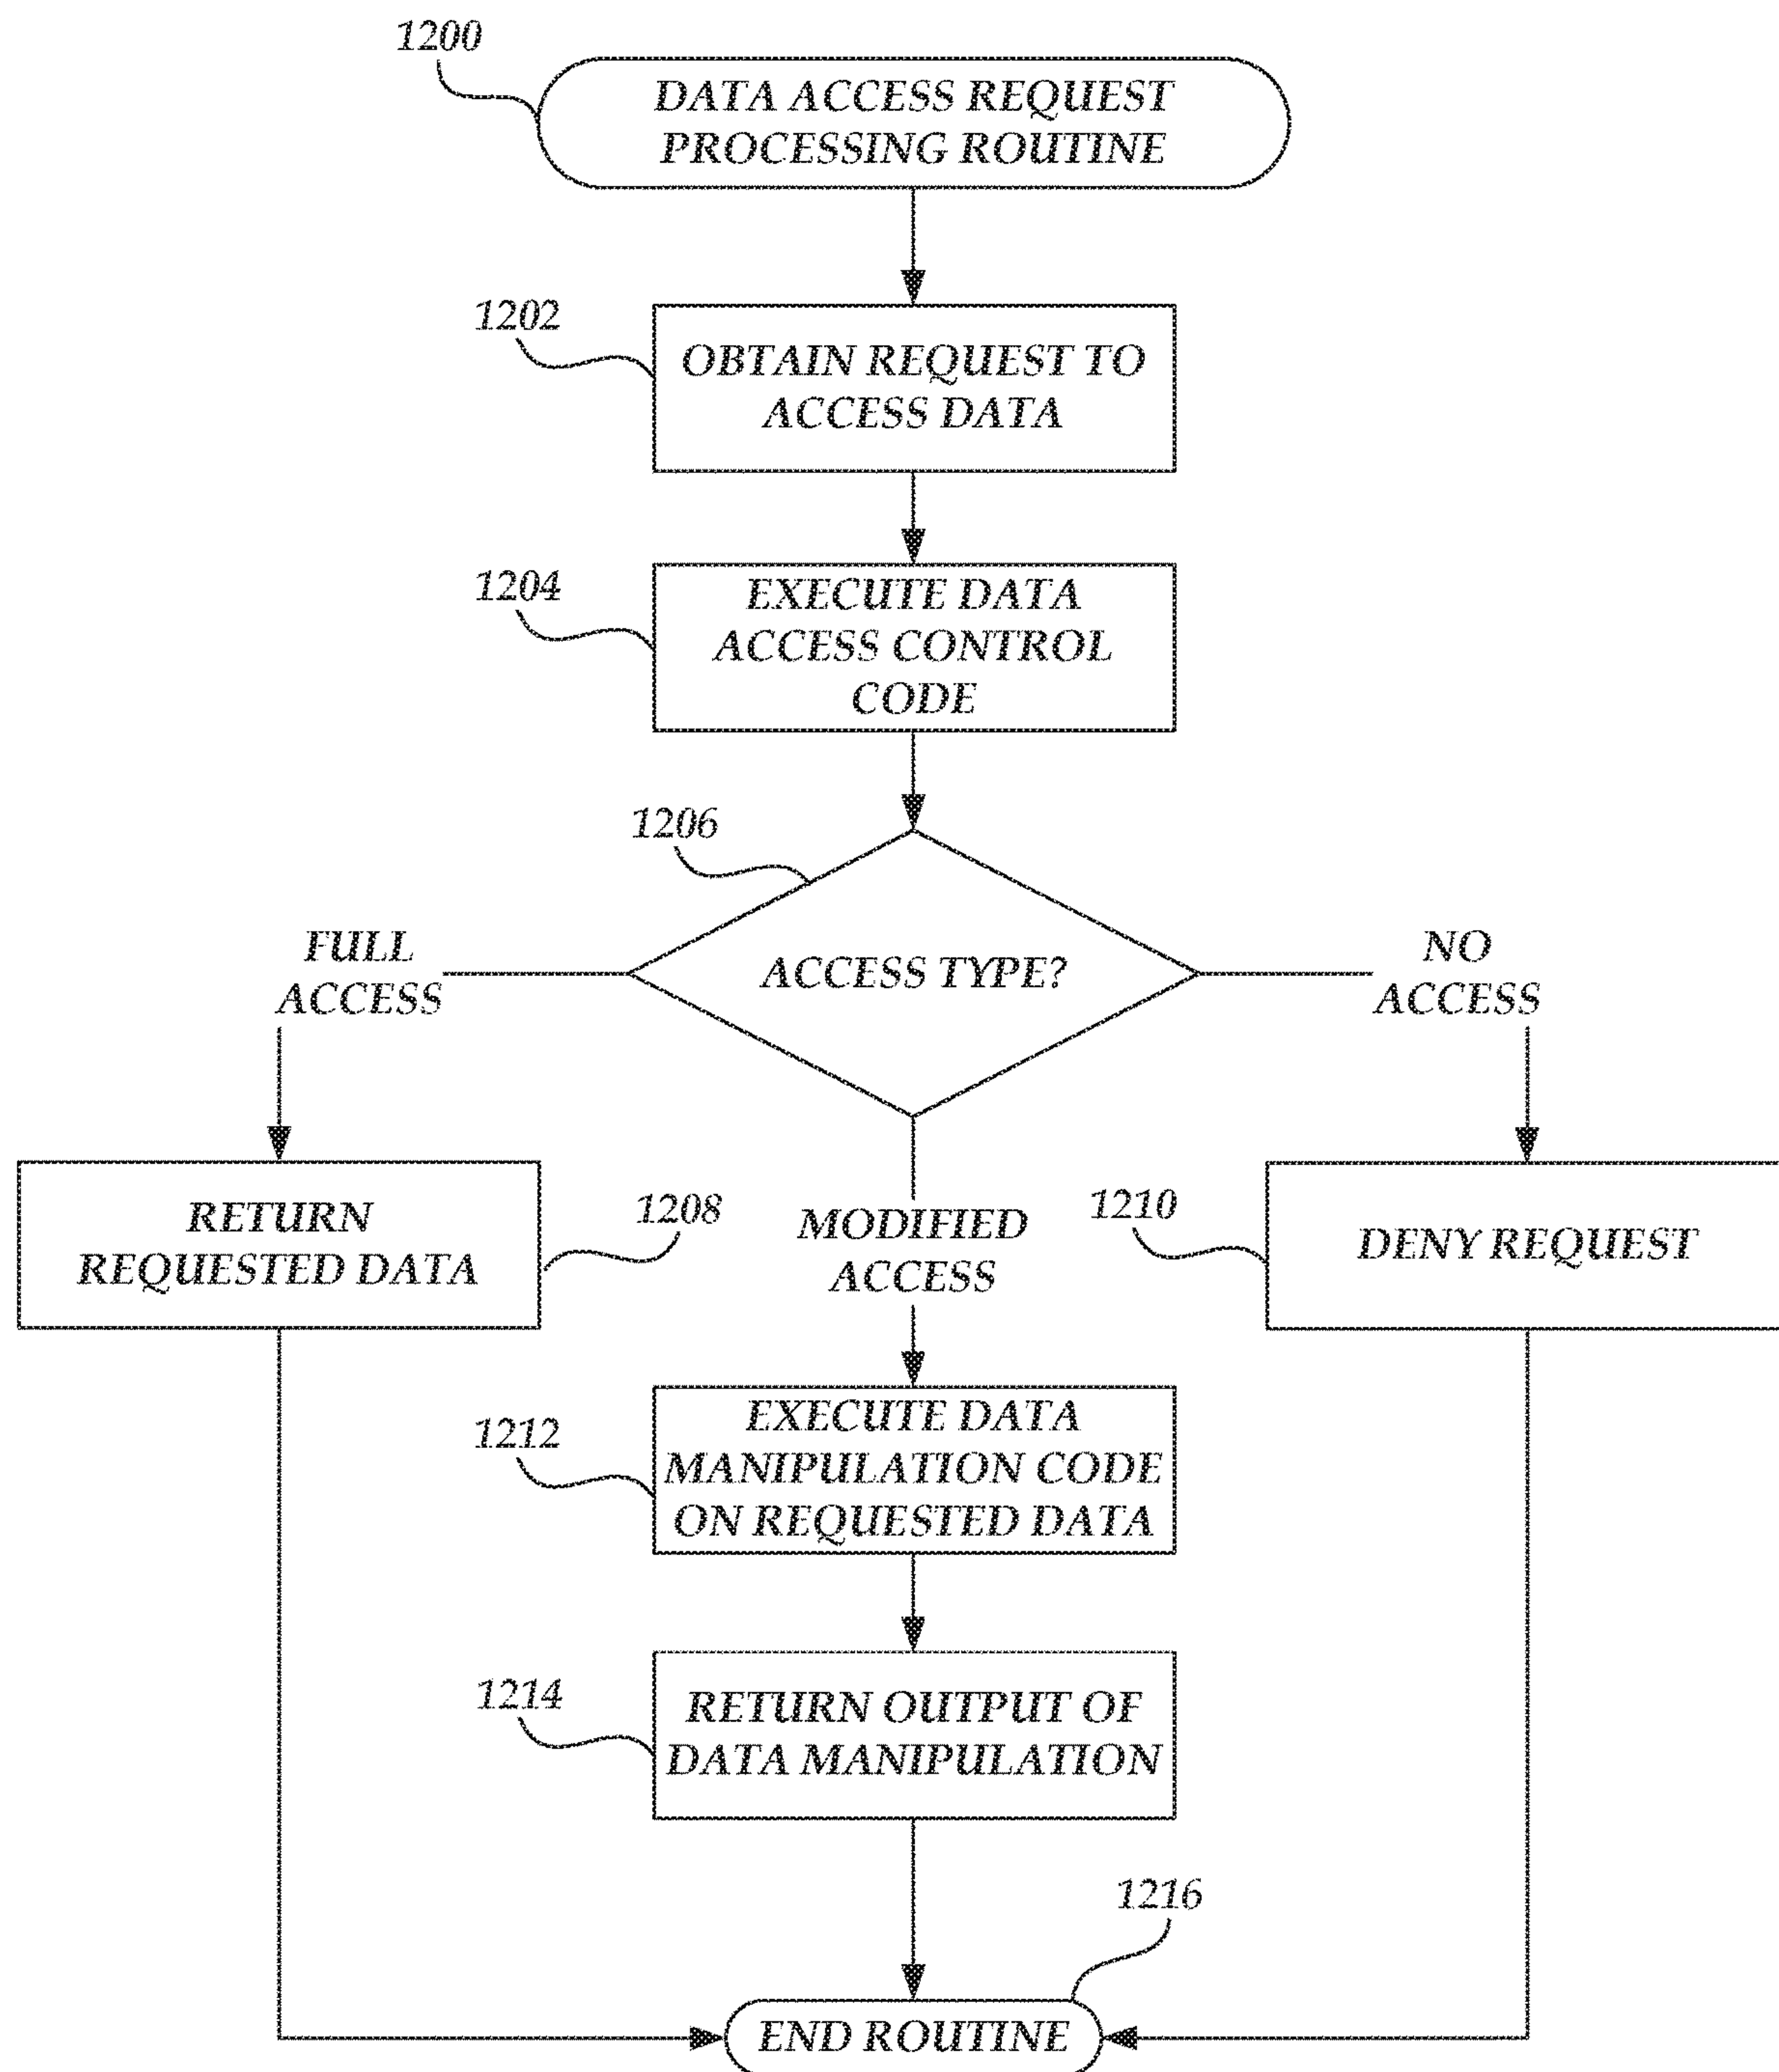 1200
DATA ACCESS REQUEST
PROCESSING ROUTINE
1202
OBTAIN REQUEST TO
ACCESS DATA
1204
EXECUTE DATA
ACCESS CONTROL
CODE
1206
ACCESS TYPE?
FULL
ACCESS
NO
ACCESS
RETURN
REQUESTED DATA
1208
MODIFIED
ACCESS
1210
DENY REQUEST
1212
EXECUTE DATA
MANIPULATION CODE
ON REQUESTED DATA
1214
RETURN OUTPUT OF
DATA MANIPULATION
1216
END ROUTINE